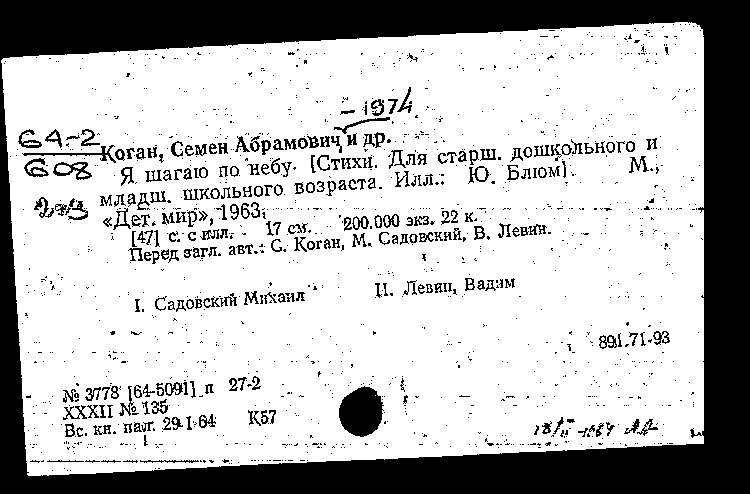 – 1974
64-2
608
Коган, Семен Абрамович, и др.
Я шагаю по небу. [Стихи. Для старш. дошкольного и
младш. школьного возраста. Илл.: Ю. Блюм]. М.,
«Дет. мир», 1963.
[47] с. с илл. 17 см. 200.000 экз. 22 к.
Перед загл. авт.: С. Коган, М. Садовский, В. Левин.
I. Садовский Михаил II. Левин, Вадим
891.71-93
№ 3778 [64-5091] п 27-2
XXXII № 135
Вс. кн. пал. 29.I.64 К57